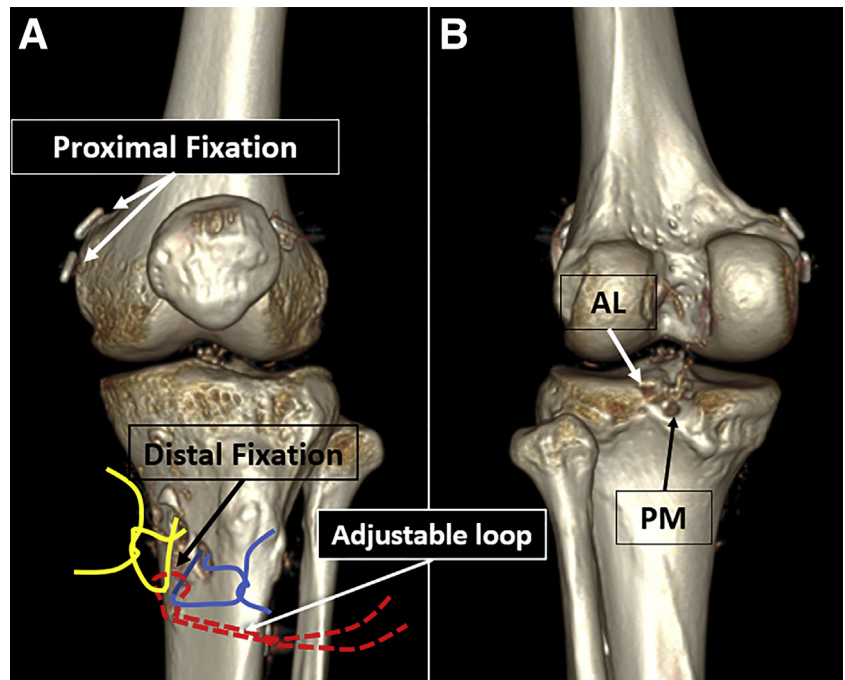 A
B
Proximal Fixation
AL
Distal Fixation
PM
Adjustable loop